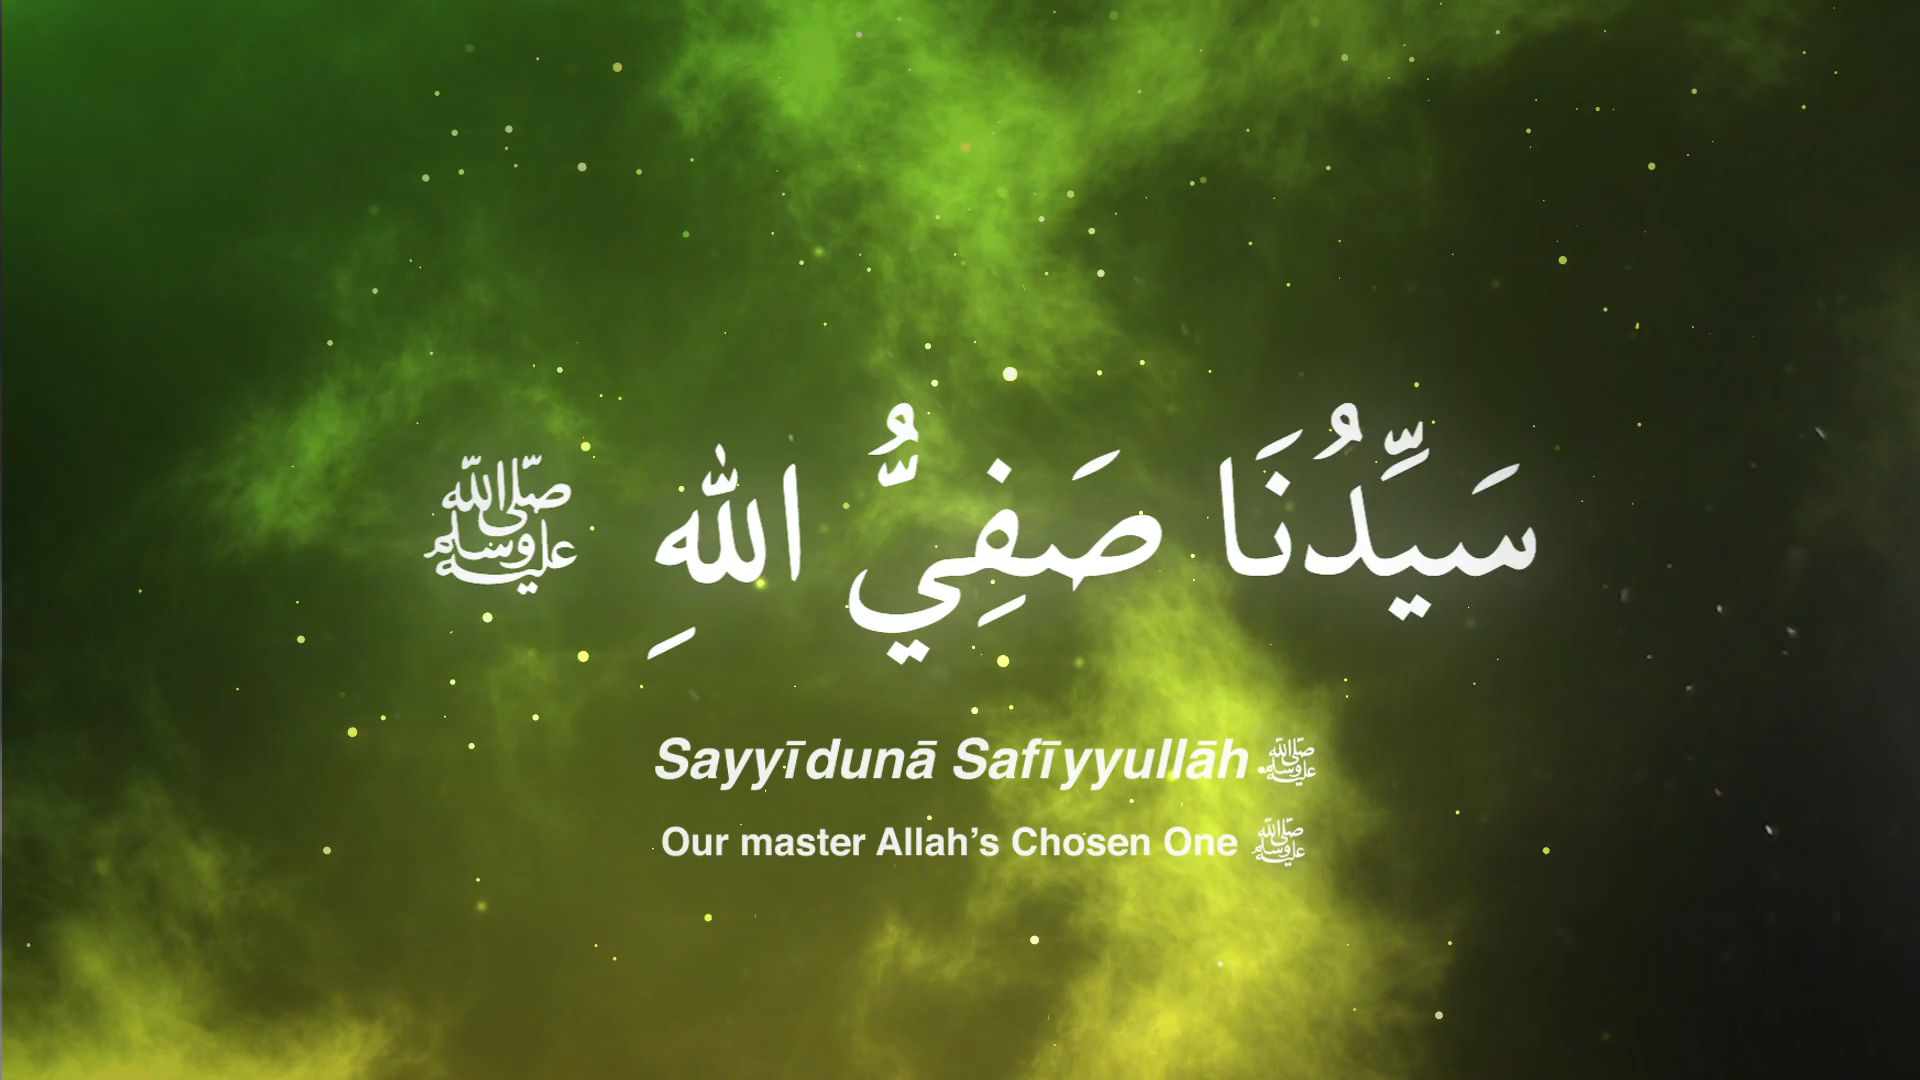 سَيِّدُنَا صَفِيُّ اللهِ ﷺ
Sayyīdunā Safīyyullāh ﷺ
Our master Allah’s Chosen One ﷺ